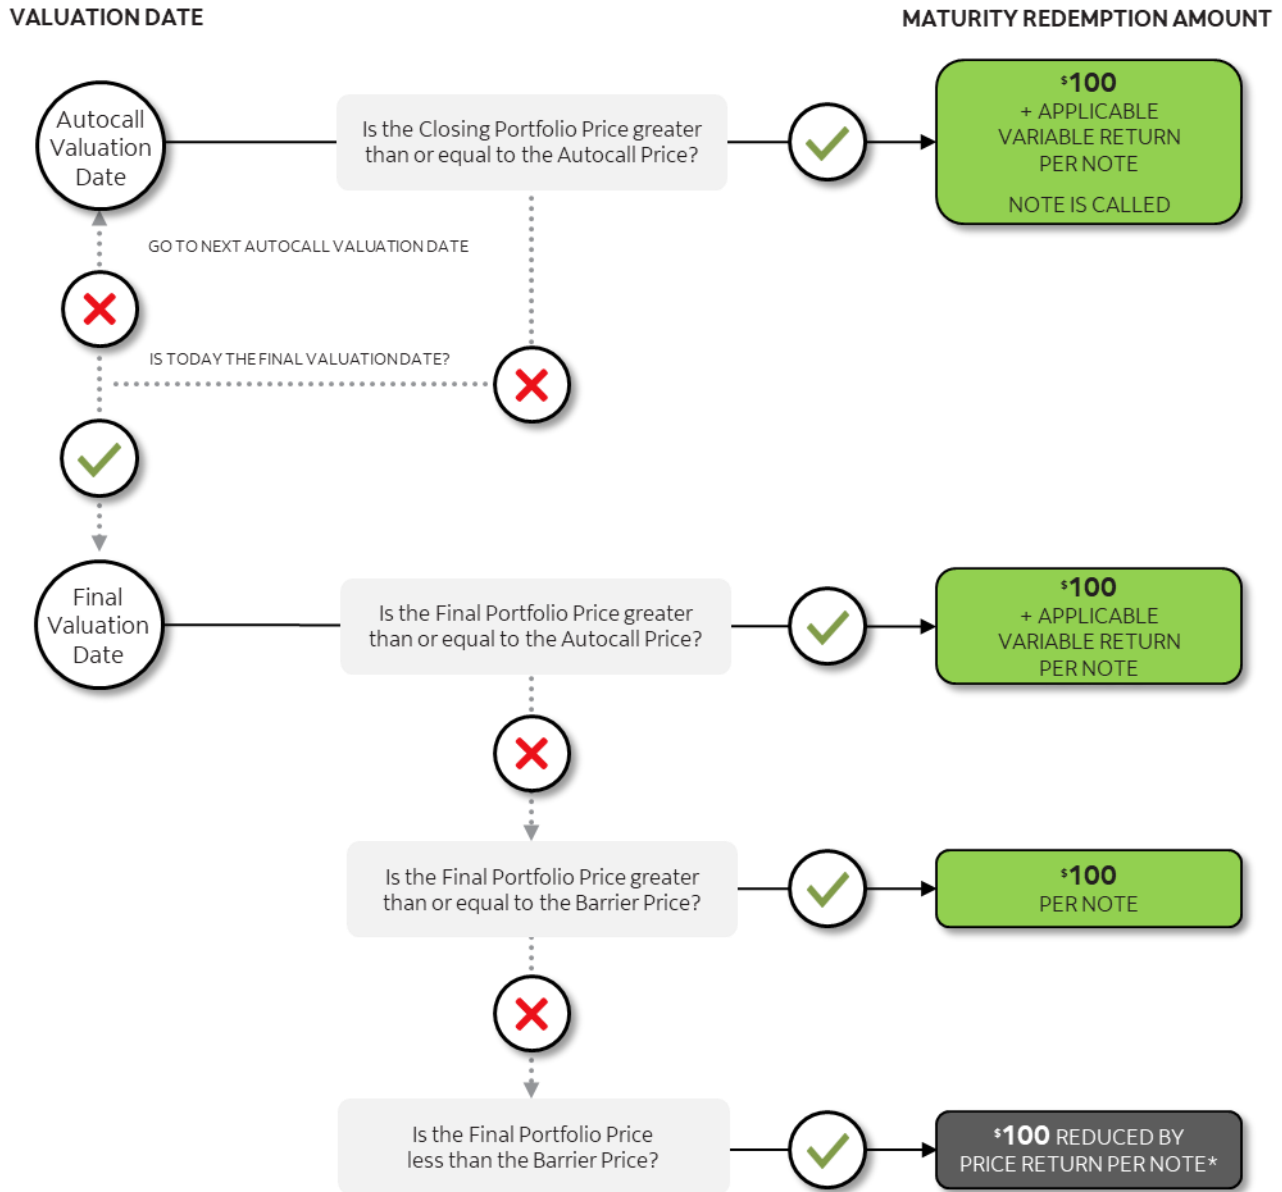 VALUATION DATE
MATURITY REDEMPTION AMOUNT
Autocall
Valuation
Date
Is the Closing Portfolio Price greater
than or equal to the Autocall Price?
$100
+ APPLICABLE
VARIABLE RETURN
PER NOTE
NOTE IS CALLED
GO TO NEXT AUTOCALL VALUATION DATE
IS TODAY THE FINAL VALUATION DATE?
Final
Valuation
Date
Is the Final Portfolio Price greater
than or equal to the Autocall Price?
$100
+ APPLICABLE
VARIABLE RETURN
PER NOTE
Is the Final Portfolio Price greater
than or equal to the Barrier Price?
$100
PER NOTE
Is the Final Portfolio Price
less than the Barrier Price?
$100 REDUCED BY
PRICE RETURN PER NOTE*